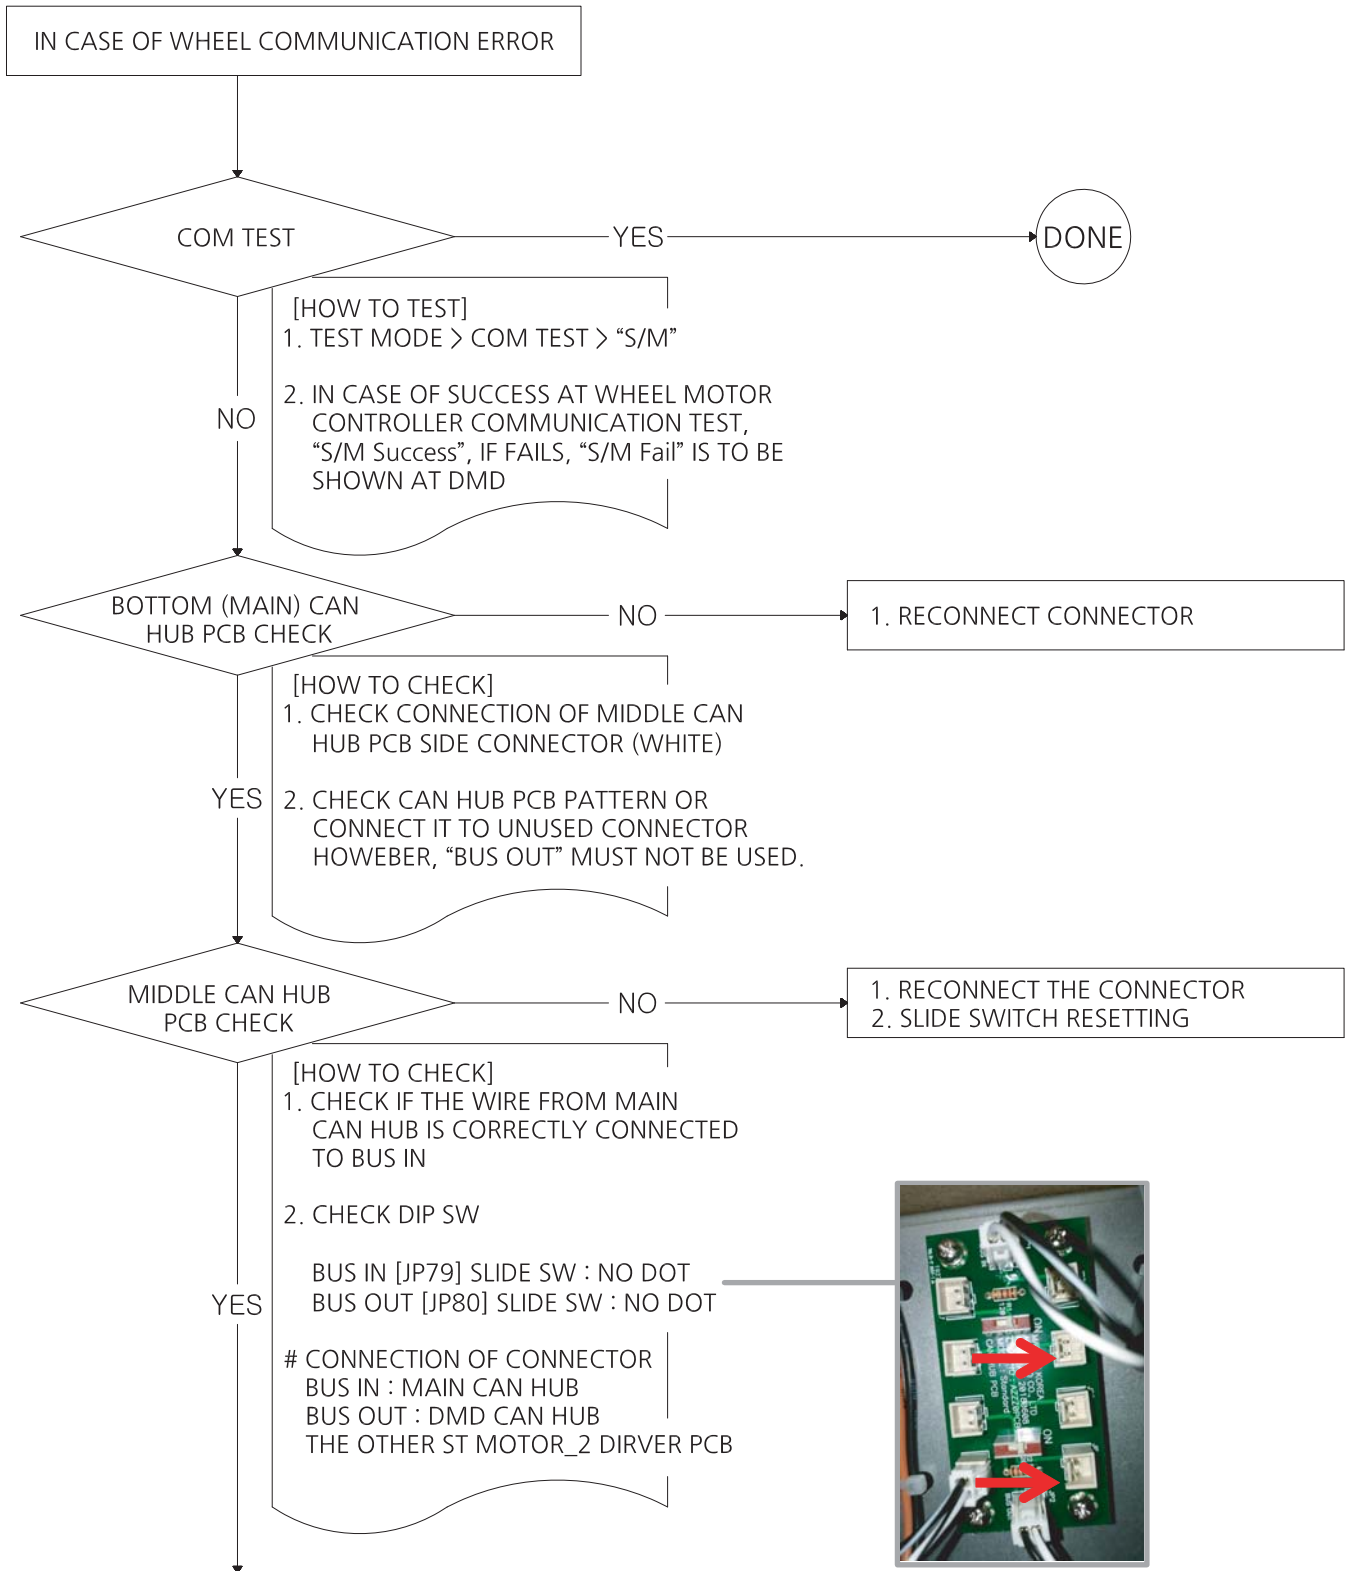 IN CASE OF WHEEL COMMUNICATION ERROR
COM TEST
YES
DONE
[HOW TO TEST]
1. TEST MODE > COM TEST > “S/M”
2. IN CASE OF SUCCESS AT WHEEL MOTOR
CONTROLLER COMMUNICATION TEST,
“S/M Success”, IF FAILS, “S/M Fail” IS TO BE
SHOWN AT DMD
NO
BOTTOM (MAIN) CAN
HUB PCB CHECK
NO
1. RECONNECT CONNECTOR
[HOW TO CHECK]
1. CHECK CONNECTION OF MIDDLE CAN
HUB PCB SIDE CONNECTOR (WHITE)
2. CHECK CAN HUB PCB PATTERN OR
CONNECT IT TO UNUSED CONNECTOR
HOWEBER, “BUS OUT” MUST NOT BE USED.
YES
MIDDLE CAN HUB
PCB CHECK
NO
1. RECONNECT THE CONNECTOR
2. SLIDE SWITCH RESETTING
[HOW TO CHECK]
1. CHECK IF THE WIRE FROM MAIN
CAN HUB IS CORRECTLY CONNECTED
TO BUS IN
2. CHECK DIP SW
BUS IN [JP79] SLIDE SW : NO DOT
BUS OUT [JP80] SLIDE SW : NO DOT
YES
# CONNECTION OF CONNECTOR
BUS IN : MAIN CAN HUB
BUS OUT : DMD CAN HUB
THE OTHER ST MOTOR_2 DIRVER PCB
ON
KOREA
CO., LTD
HUB PCB
ON